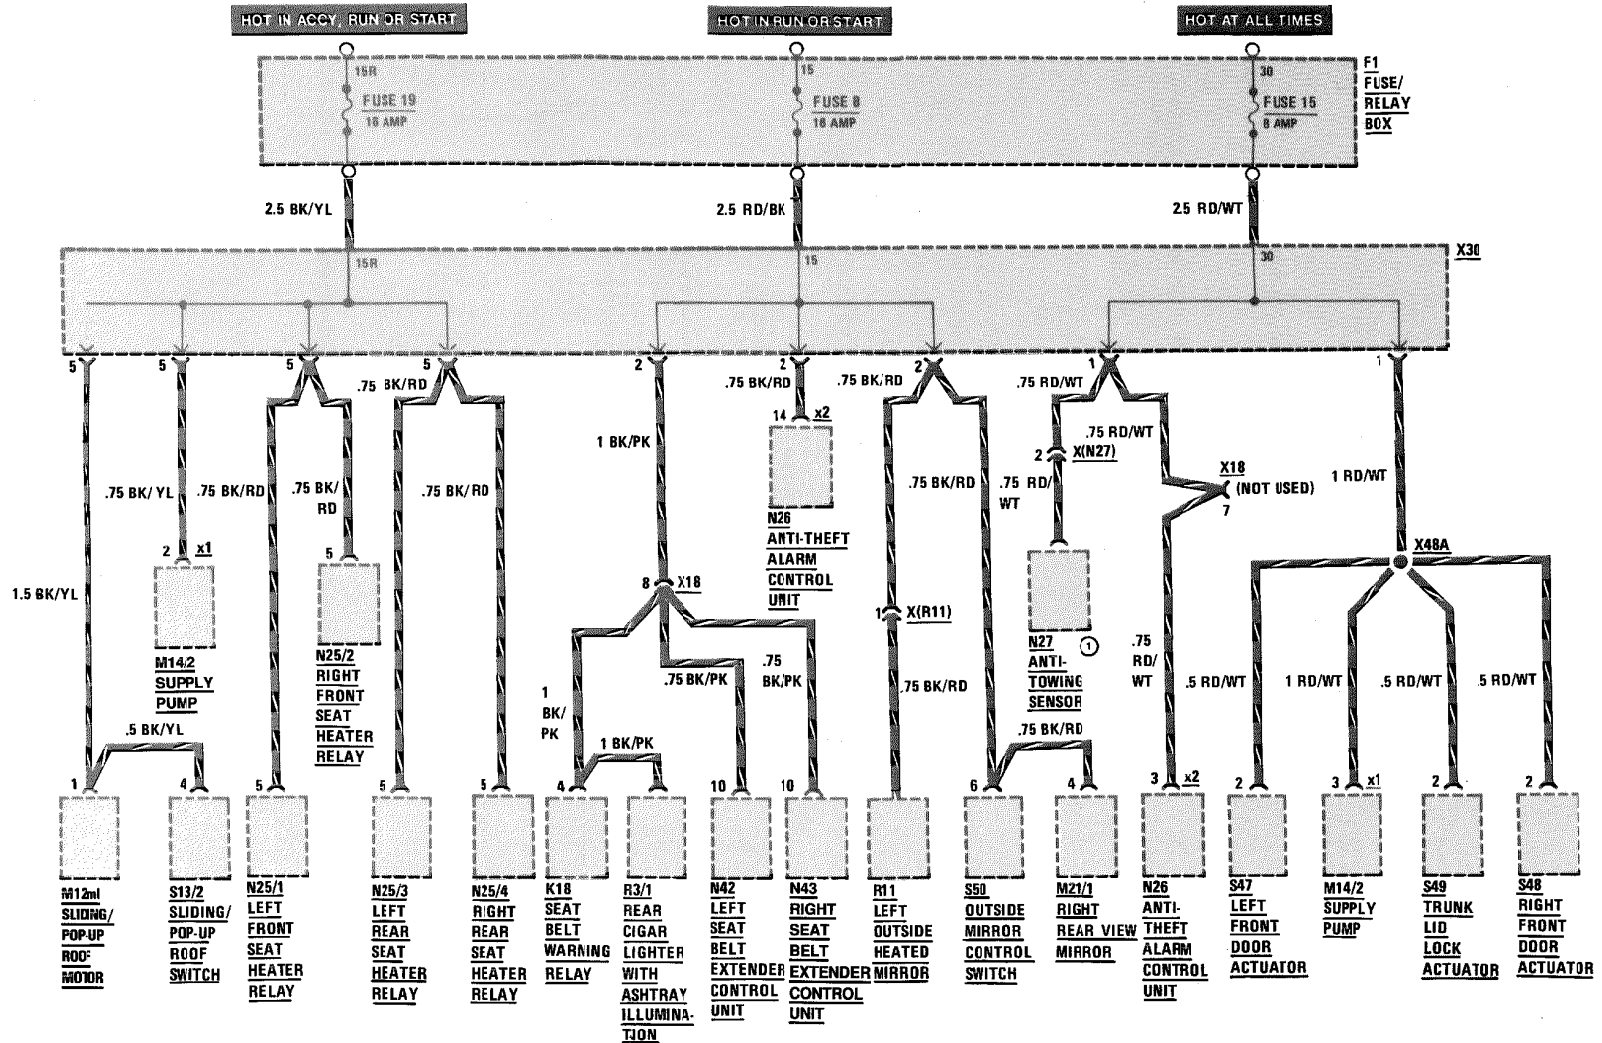 HOT IN ACCY, RUN OR START
HOT IN RUN OR START
HOT AT ALL TIMES
15R
FUSE 19
16 AMP
15
FUSE 8
16 AMP
30
FUSE 15
8 AMP
F1
FUSE/
RELAY
BOX
2.5 BK/YL
2.5 RD/BK
2.5 RD/WT
15R
15
30
X30
5
5
5
5
2
2
2
1
1
.75 BK/RD
.75 BK/RD
.75 BK/RD
.75 RD/WT
14
x2
1 BK/PK
.75 RD/WT
2
X(N27)
X18
(NOT USED)
7
1 RD/WT
.75 BK/YL
.75 BK/RD
.75 BK/
RD
.75 BK/RD
.75 BK/RD
.75 RD/
WT
N26
ANTI-THEFT
ALARM
CONTROL
UNIT
2
x1
5
X48A
1.5 BK/YL
8
X18
1
X(R11)
M14/2
SUPPLY
PUMP
N25/2
RIGHT
FRONT
SEAT
HEATER
RELAY
N27
ANTI-
TOWING
SENSOR
1
.75
RD/
WT
.75 BK/PK
.75
BK/PK
.75 BK/RD
.5 RD/WT
1 RD/WT
.5 RD/WT
.5 RD/WT
1
BK/
PK
.5 BK/YL
1 BK/PK
.75 BK/RD
1
4
5
5
5
4
10
10
6
4
3
x2
2
3
x1
2
2
M12ml
SLIDING/
POP-UP
ROOF
MOTOR
S13/2
SLIDING/
POP-UP
ROOF
SWITCH
N25/1
LEFT
FRONT
SEAT
HEATER
RELAY
N25/3
LEFT
REAR
SEAT
HEATER
RELAY
N25/4
RIGHT
REAR
SEAT
HEATER
RELAY
K18
SEAT
BELT
WARNING
RELAY
R3/1
REAR
CIGAR
LIGHTER
WITH
ASHTRAY
ILLUMINA-
TION
N42
LEFT
SEAT
BELT
EXTENDER
CONTROL
UNIT
N43
RIGHT
SEAT
BELT
EXTENDER
CONTROL
UNIT
R11
LEFT
OUTSIDE
HEATED
MIRROR
S50
OUTSIDE
MIRROR
CONTROL
SWITCH
M21/1
RIGHT
REAR VIEW
MIRROR
N26
ANTI-
THEFT
ALARM
CONTROL
UNIT
S47
LEFT
FRONT
DOOR
ACTUATOR
M14/2
SUPPLY
PUMP
S49
TRUNK
LID
LOCK
ACTUATOR
S48
RIGHT
FRONT
DOOR
ACTUATOR